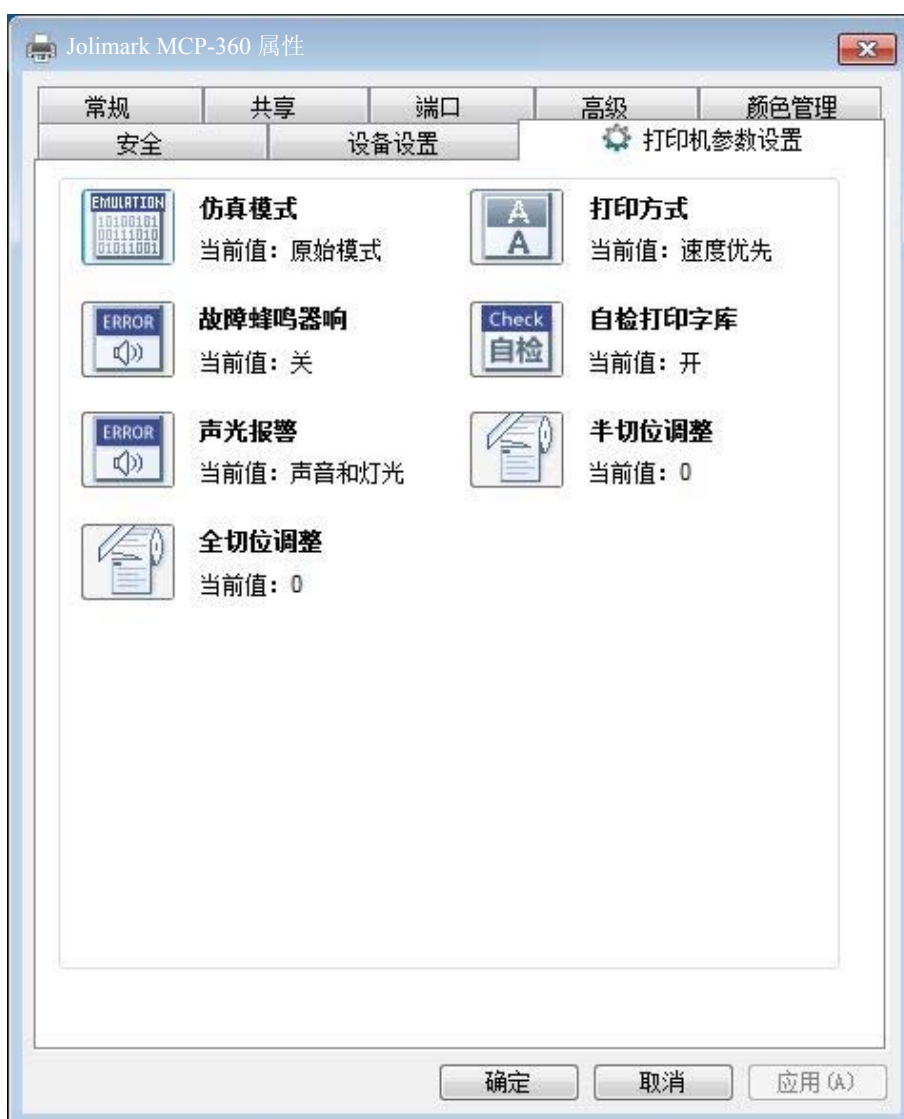 Jolimark MCP-360 属性
常规 共享 端口 高级 颜色管理
安全 设备设置 打印机参数设置
EMULATION
10100101
00111010
01011001
仿真模式
当前值：原始模式
A
A
打印方式
当前值：速度优先
ERROR
故障蜂鸣器响
当前值：关
Check
自检
自检打印字库
当前值：开
ERROR
声光报警
当前值：声音和灯光
半切位调整
当前值：0
全切位调整
当前值：0
确定 取消 应用(A)